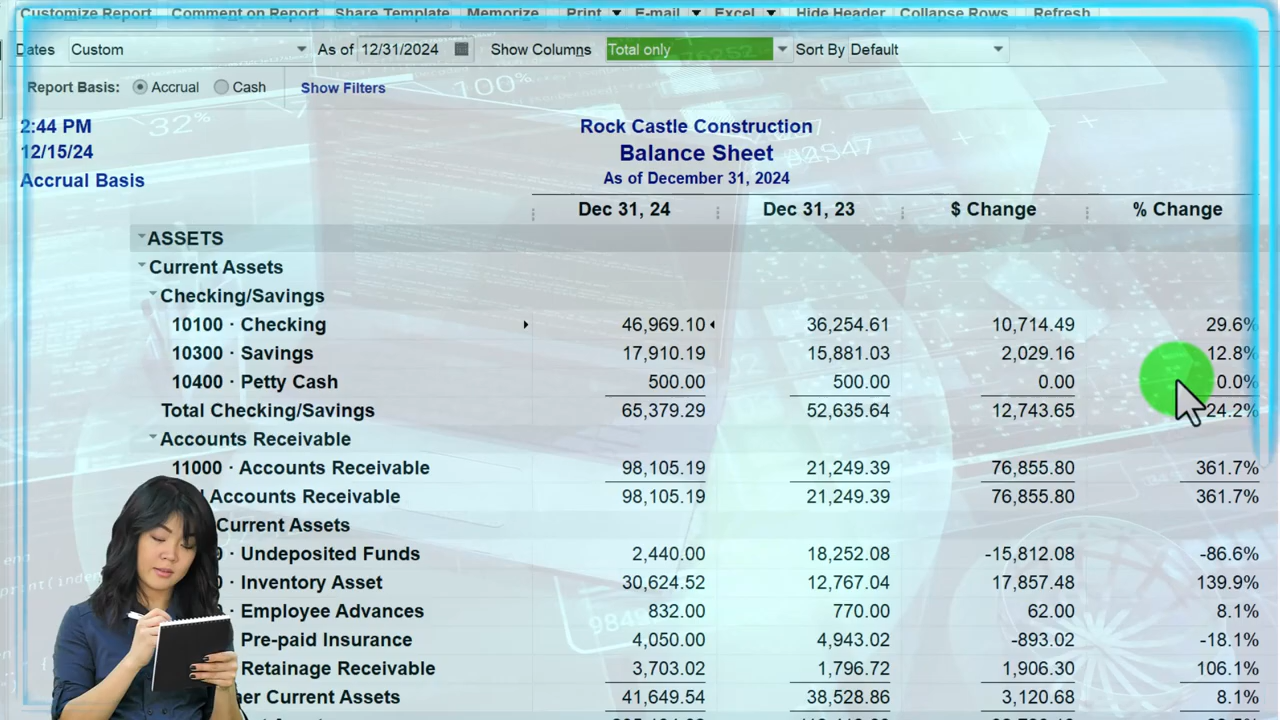 Customize Report Comment on Report Share Template Memorize Print E-mail Excel Hide Header Collapse Rows Refresh
Dates Custom As of 12/31/2024 Show Columns Total only Sort By Default
Report Basis: Accrual Cash Show Filters
100%
32%
2:44 PM
12/15/24
Accrual Basis
Rock Castle Construction
Balance Sheet
As of December 31, 2024
Dec 31, 24 Dec 31, 23 $ Change % Change
ASSETS
Current Assets
Checking/Savings
10100 · Checking 46,969.10 36,254.61 10,714.49 29.6%
10300 · Savings 17,910.19 15,881.03 2,029.16 12.8%
10400 · Petty Cash 500.00 500.00 0.00 0.0%
Total Checking/Savings 65,379.29 52,635.64 12,743.65 24.2%
Accounts Receivable
11000 · Accounts Receivable 98,105.19 21,249.39 76,855.80 361.7%
Accounts Receivable 98,105.19 21,249.39 76,855.80 361.7%
Current Assets
· Undeposited Funds 2,440.00 18,252.08 -15,812.08 -86.6%
· Inventory Asset 30,624.52 12,767.04 17,857.48 139.9%
· Employee Advances 832.00 770.00 62.00 8.1%
Pre-paid Insurance 4,050.00 4,943.02 -893.02 -18.1%
Retainage Receivable 3,703.02 1,796.72 1,906.30 106.1%
Current Assets 41,649.54 38,528.86 3,120.68 8.1%